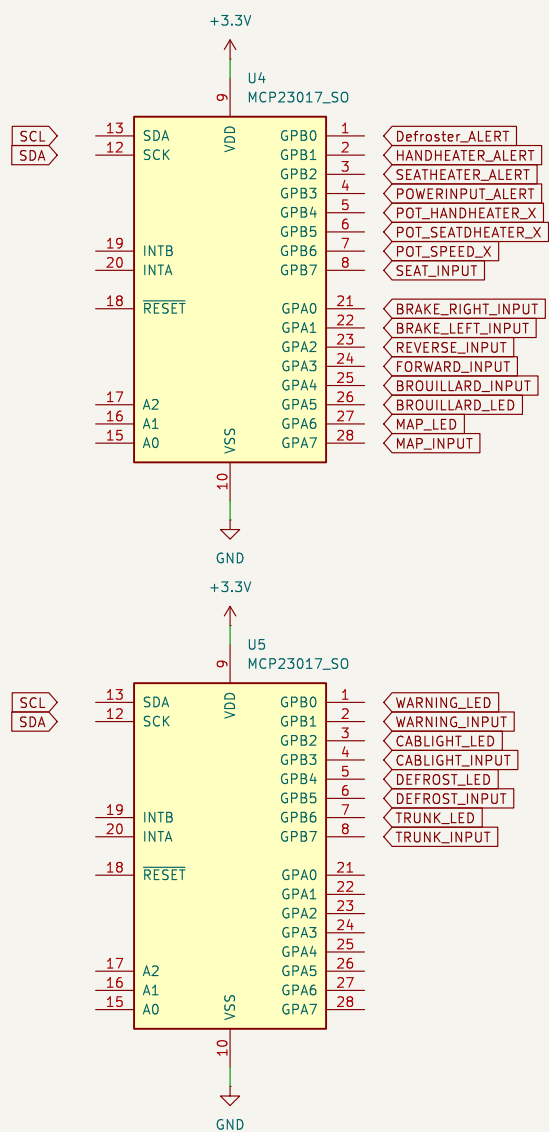 +3.3V
U4
MCP23017_SO
9
VDD
SCL 13 SDA GPB0 1 Defroster_ALERT
SDA 12 SCK GPB1 2 HANDHEATER_ALERT
GPB2 3 SEATHEATER_ALERT
GPB3 4 POWERINPUT_ALERT
GPB4 5 POT_HANDHEATER_X
GPB5 6 POT_SEATDHEATER_X
19 INTB GPB6 7 POT_SPEED_X
20 INTA GPB7 8 SEAT_INPUT
18 RESET GPA0 21 BRAKE_RIGHT_INPUT
GPA1 22 BRAKE_LEFT_INPUT
GPA2 23 REVERSE_INPUT
GPA3 24 FORWARD_INPUT
GPA4 25 BROUILLARD_INPUT
17 A2 GPA5 26 BROUILLARD_LED
16 A1 GPA6 27 MAP_LED
15 A0 GPA7 28 MAP_INPUT
VSS
10
GND
+3.3V
U5
MCP23017_SO
9
VDD
SCL 13 SDA GPB0 1 WARNING_LED
SDA 12 SCK GPB1 2 WARNING_INPUT
GPB2 3 CABLIGHT_LED
GPB3 4 CABLIGHT_INPUT
GPB4 5 DEFROST_LED
GPB5 6 DEFROST_INPUT
19 INTB GPB6 7 TRUNK_LED
20 INTA GPB7 8 TRUNK_INPUT
18 RESET GPA0 21
GPA1 22
GPA2 23
GPA3 24
GPA4 25
17 A2 GPA5 26
16 A1 GPA6 27
15 A0 GPA7 28
VSS
10
GND